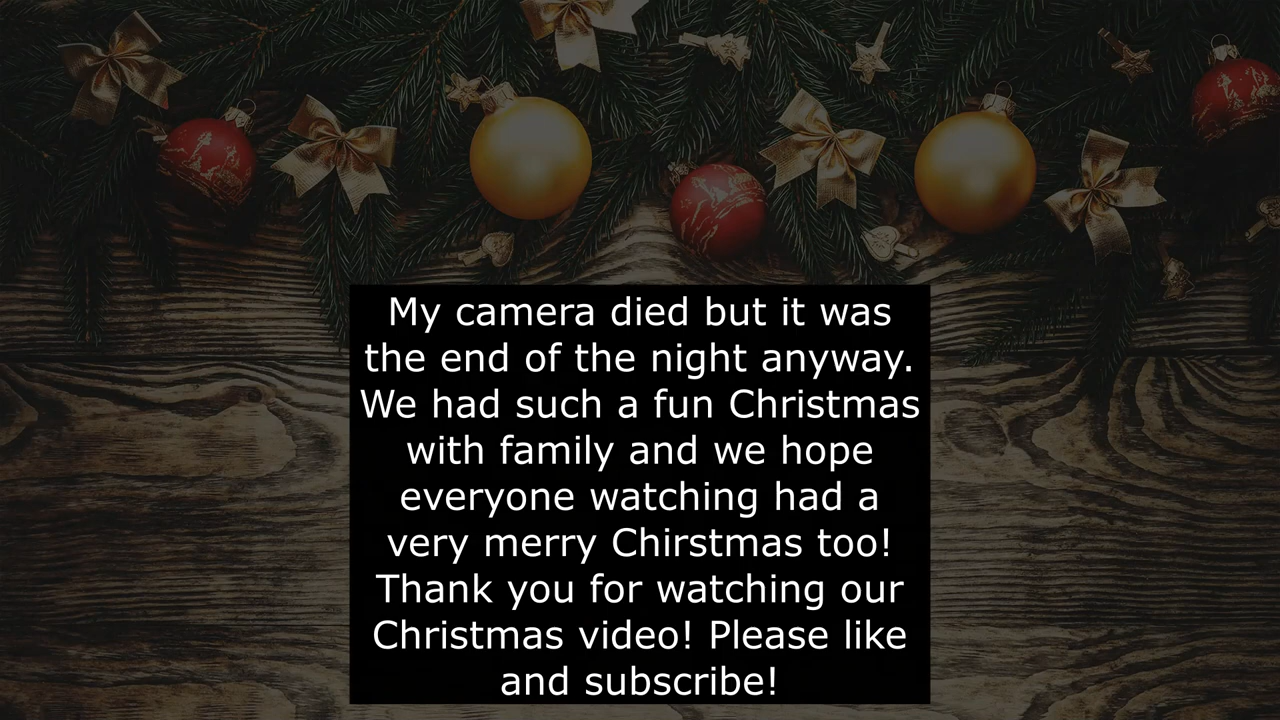 My camera died but it was
the end of the night anyway.
We had such a fun Christmas
with family and we hope
everyone watching had a
very merry Chirstmas too!
Thank you for watching our
Christmas video! Please like
and subscribe!